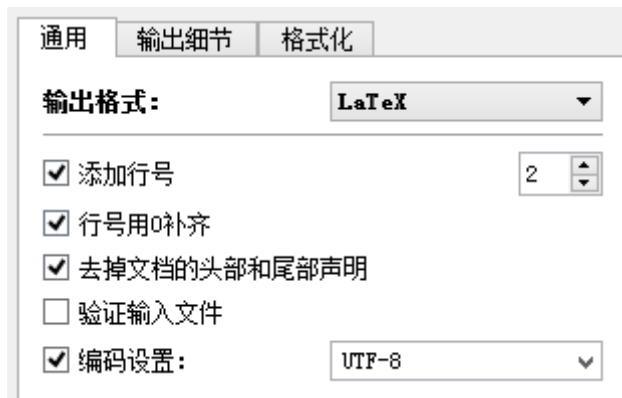 通用 输出细节 格式化
输出格式: LaTeX
添加行号 2
行号用0补齐
去掉文档的头部和尾部声明
验证输入文件
编码设置: UTF-8